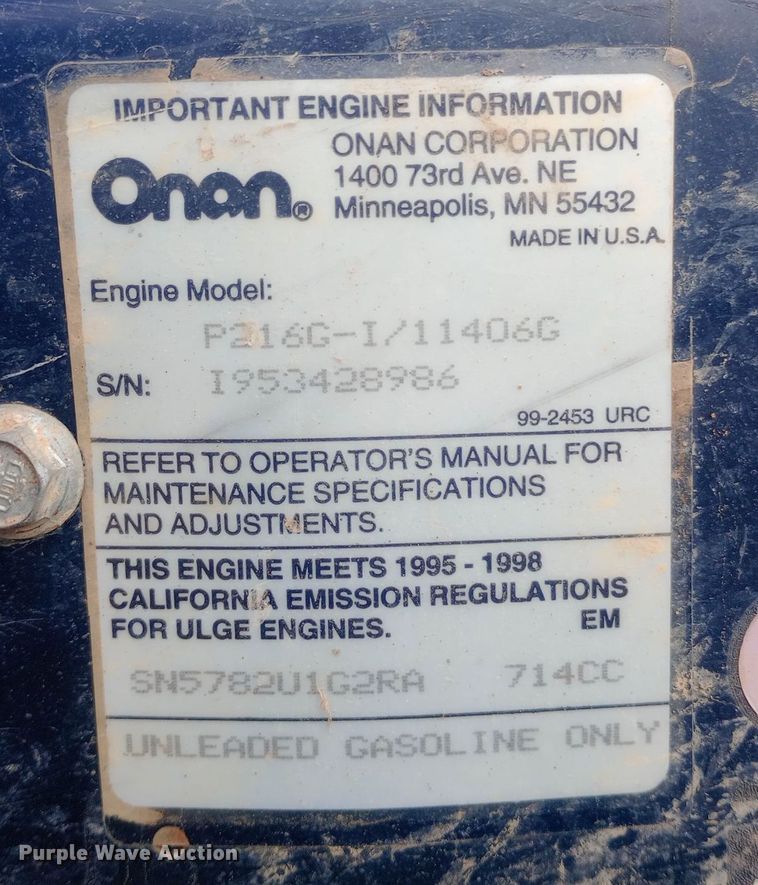 IMPORTANT ENGINE INFORMATION
Onan®
ONAN CORPORATION
1400 73rd Ave. NE
Minneapolis, MN 55432
MADE IN U.S.A.
Engine Model:
P216G-I/11406G
S/N: I953428986
99-2453 URC
REFER TO OPERATOR'S MANUAL FOR
MAINTENANCE SPECIFICATIONS
AND ADJUSTMENTS.
THIS ENGINE MEETS 1995 - 1998
CALIFORNIA EMISSION REGULATIONS
FOR ULGE ENGINES. EM
SN5782U1G2RA 714CC
UNLEADED GASOLINE ONLY
Purple Wave Auction